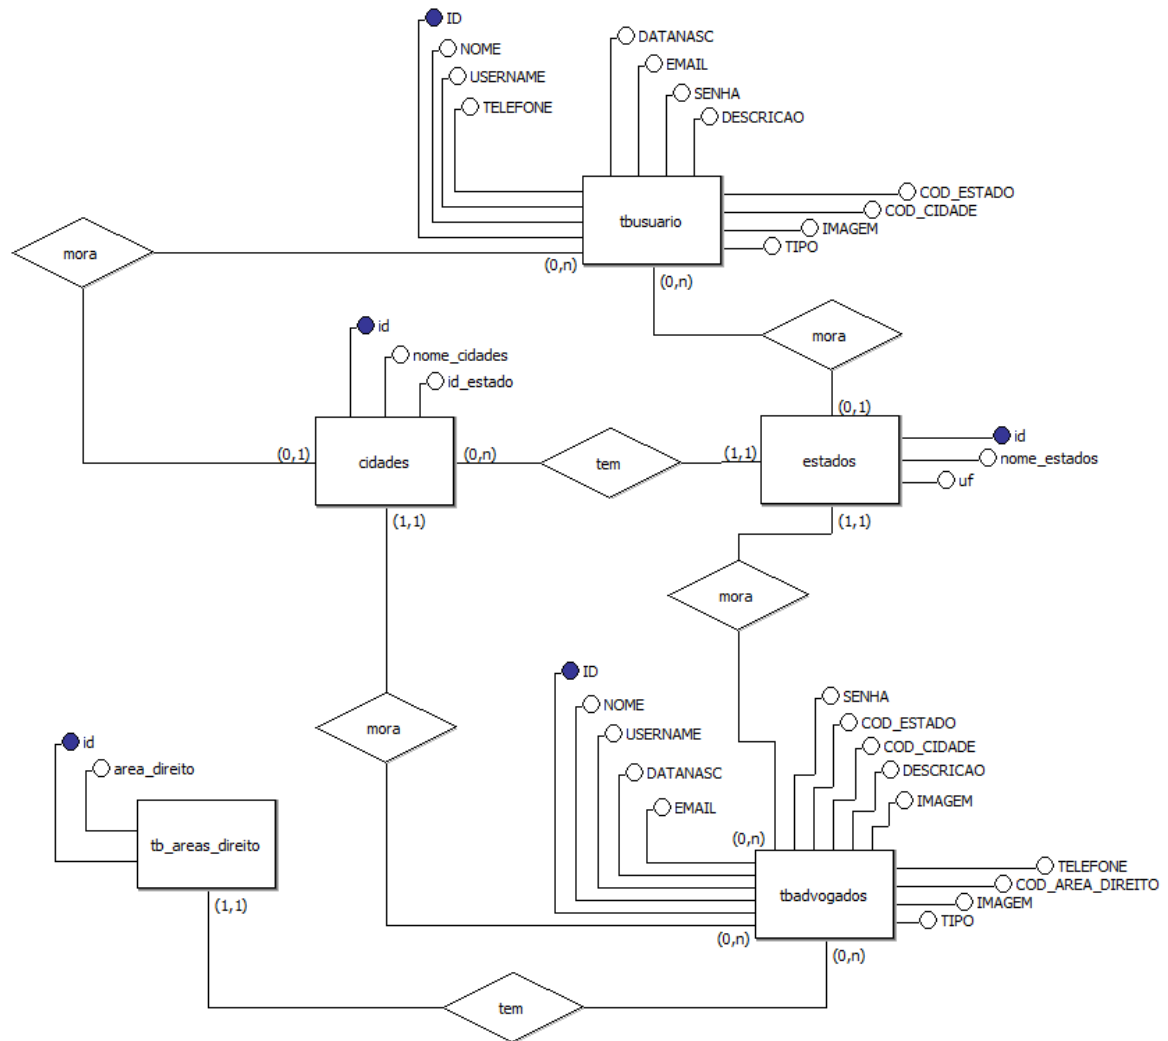 ID
NOME
USERNAME
TELEFONE
DATANASC
EMAIL
SENHA
DESCRICAO
COD_ESTADO
COD_CIDADE
IMAGEM
TIPO
tbusuario
(0,n)
(0,n)
mora
mora
id
nome_cidades
id_estado
(0,1)
(0,1)
cidades
(0,n)
tem
(1,1)
estados
id
nome_estados
uf
(1,1)
(1,1)
mora
mora
ID
NOME
USERNAME
DATANASC
EMAIL
SENHA
COD_ESTADO
COD_CIDADE
DESCRICAO
IMAGEM
id
area_direito
tb_areas_direito
(1,1)
(0,n)
tbadvogados
TELEFONE
COD_AREA_DIREITO
IMAGEM
TIPO
(0,n)
(0,n)
tem